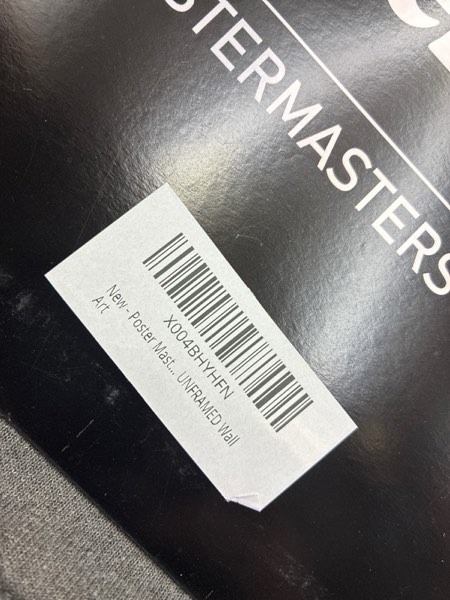 STERMASTERS
X004BHYHFN
New - Poster Mast.... UNFRAMED Wall
Art